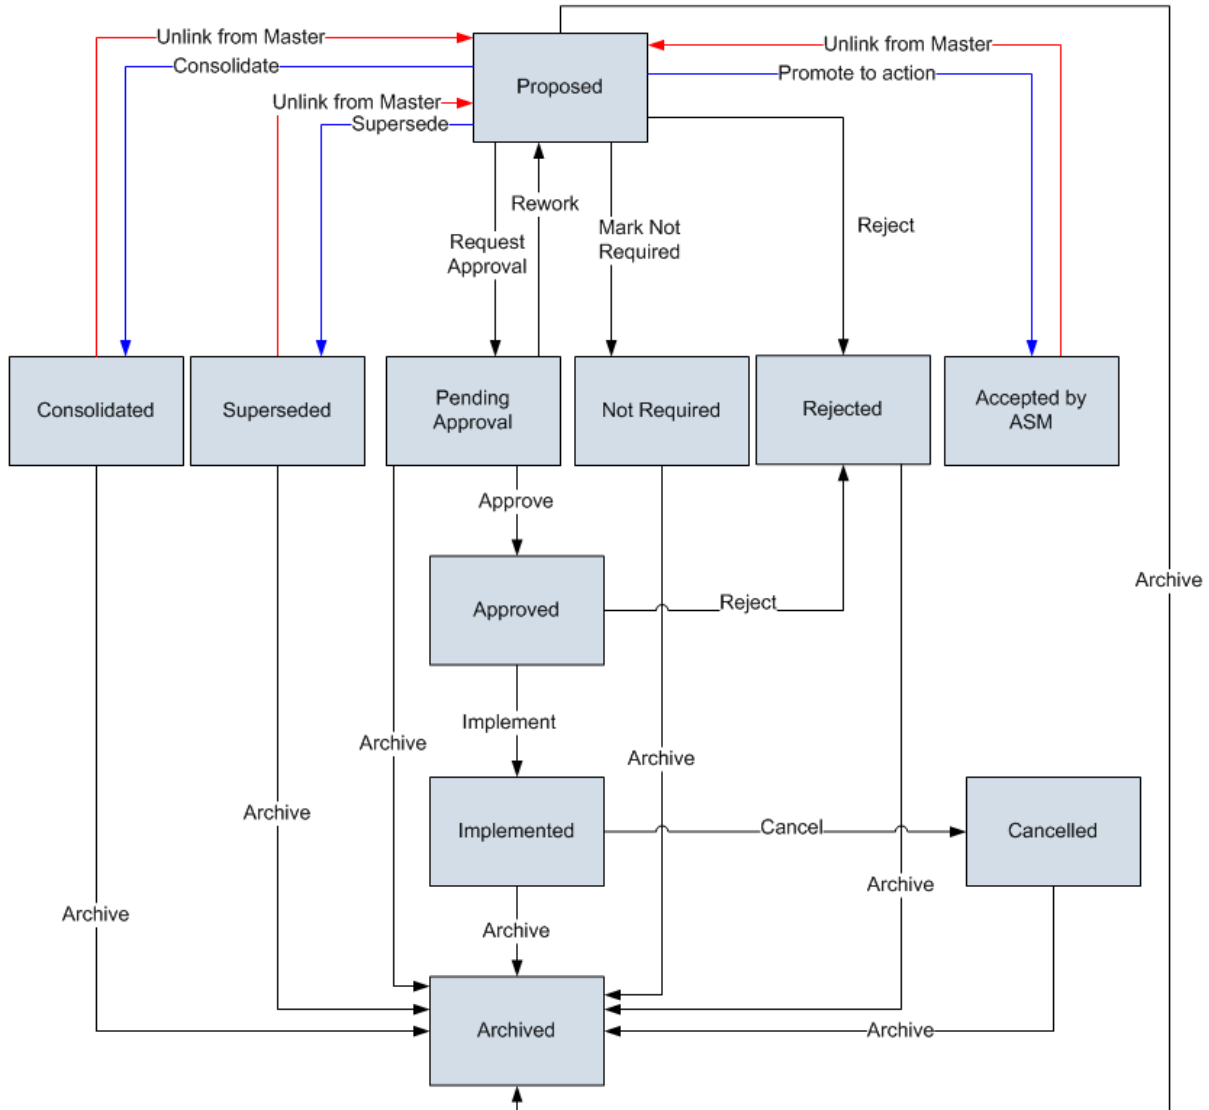 Unlink from Master
Unlink from Master
Consolidate
Promote to action
Proposed
Unlink from Master
Supersede
Rework
Mark Not
Required
Reject
Request
Approval
Consolidated
Superseded
Pending
Approval
Not Required
Rejected
Accepted by
ASM
Approve
Archive
Approved
Reject
Implement
Archive
Archive
Archive
Implemented
Cancel
Cancelled
Archive
Archive
Archive
Archived
Archive